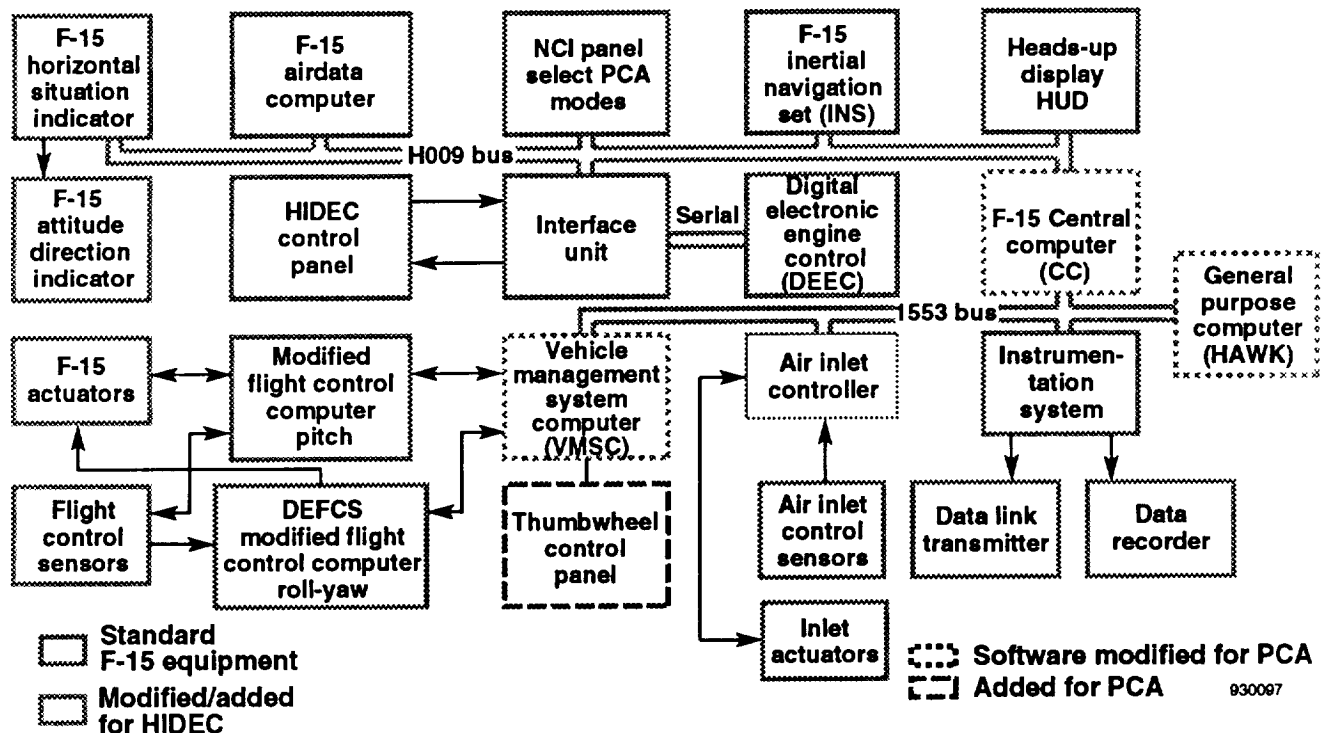 F-15
horizontal
situation
indicator
F-15
airdata
computer
NCI panel
select PCA
modes
F-15
inertial
navigation
set (INS)
Heads-up
display
HUD
H009 bus
F-15
attitude
direction
indicator
HIDEC
control
panel
Interface
unit
Serial
Digital
electronic
engine
control
(DEEC)
F-15 Central
computer
(CC)
General
purpose
computer
(HAWK)
1553 bus
F-15
actuators
Modified
flight control
computer
pitch
Vehicle
management
system
computer
(VMSC)
Air inlet
controller
Instrumen-
tation
system
Flight
control
sensors
DEFCS
modified flight
control computer
roll-yaw
Thumbwheel
control
panel
Air inlet
control
sensors
Data link
transmitter
Data
recorder
Inlet
actuators
Standard
F-15 equipment
Modified/added
for HIDEC
Software modified for PCA
Added for PCA
930097